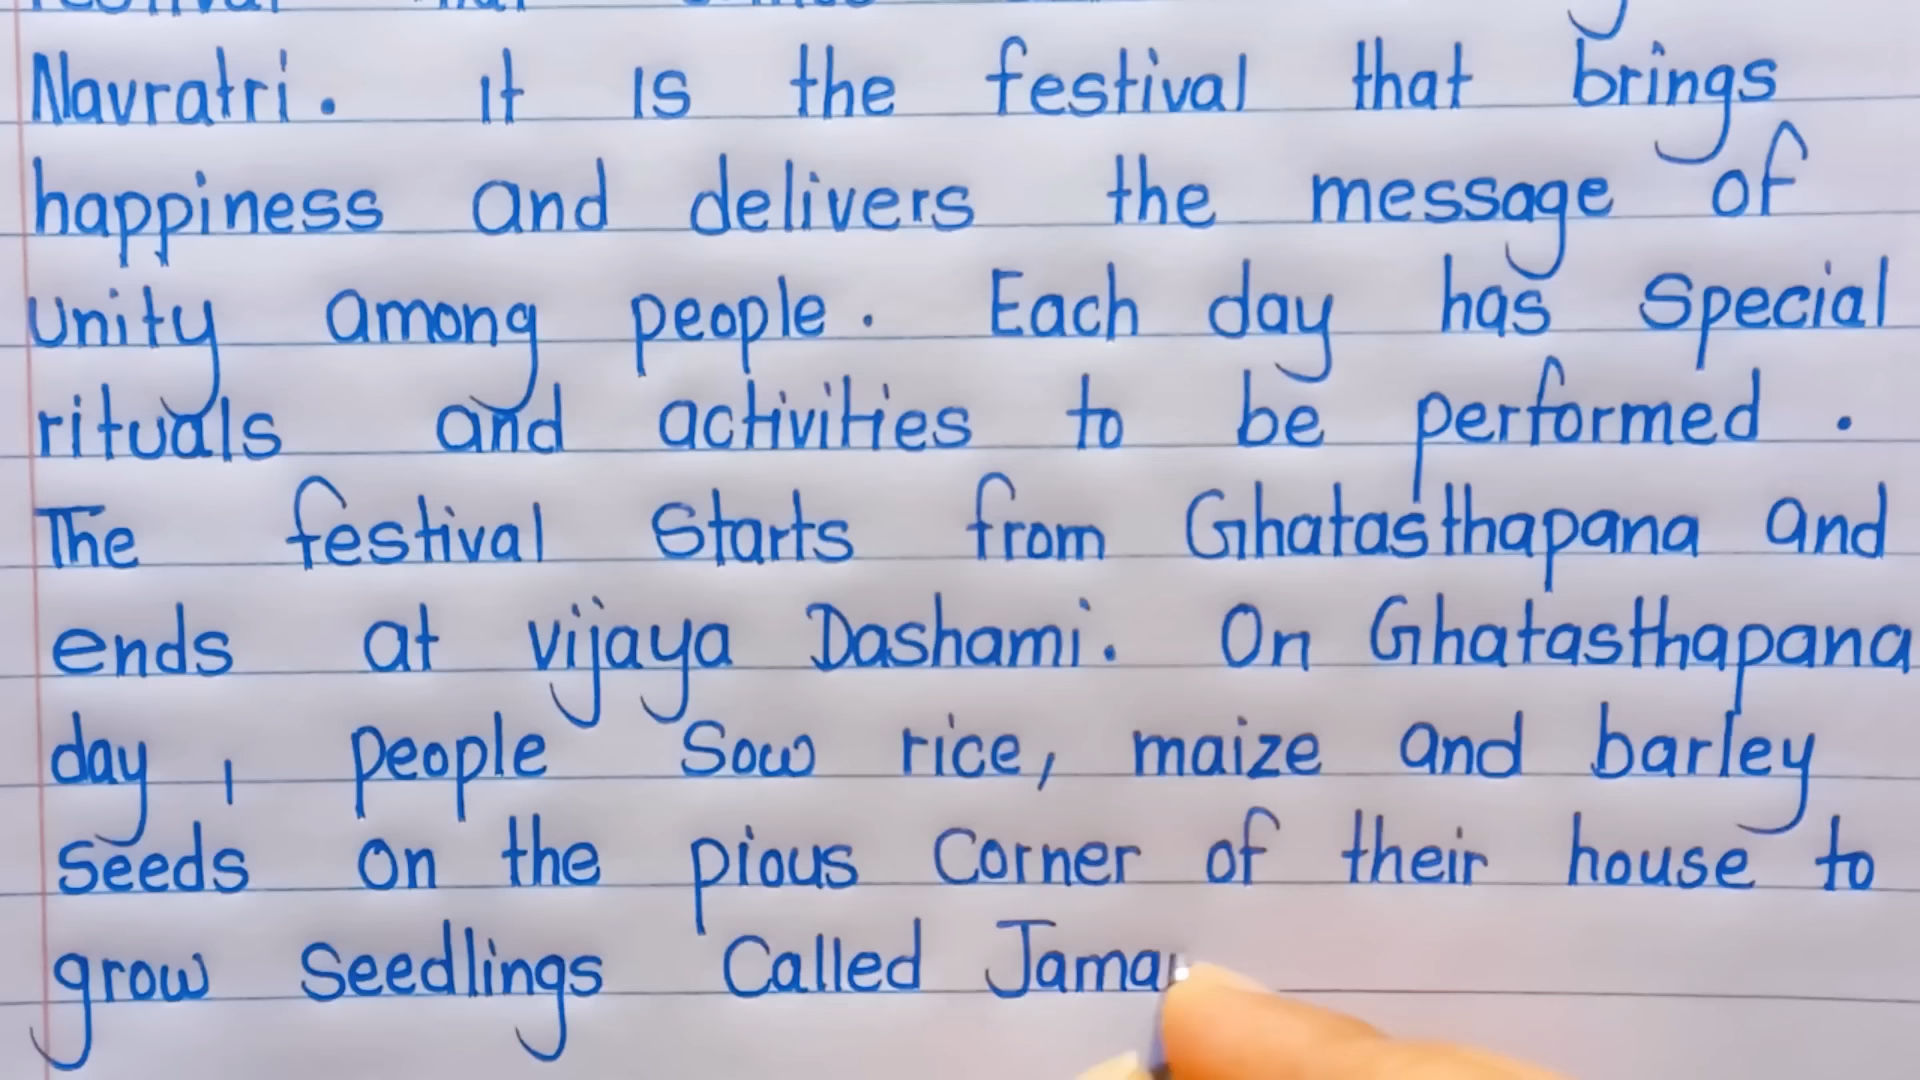 Navratri. It is the festival that brings
happiness and delivers the message of
unity among people. Each day has special
rituals and activities to be performed.
The festival starts from Ghatasthapana and
ends at vijaya Dashami. On Ghatasthapana
day, people sow rice, maize and barley
seeds on the pious corner of their house to
grow seedlings called